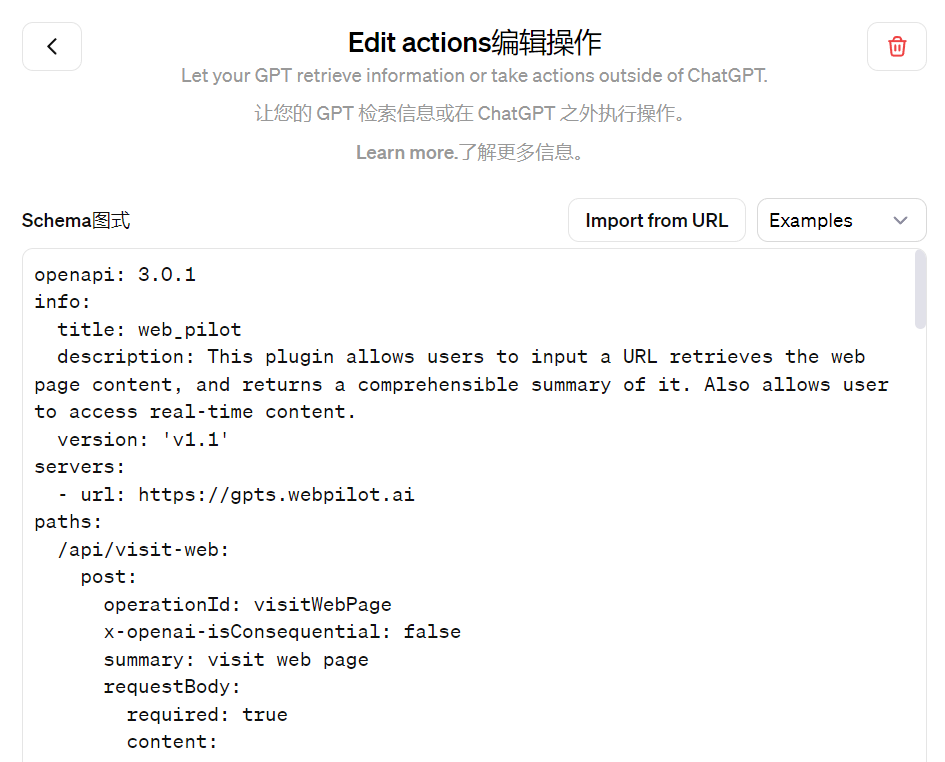 Edit actions编辑操作
Let your GPT retrieve information or take actions outside of ChatGPT.
让您的 GPT 检索信息或在 ChatGPT 之外执行操作。
Learn more.了解更多信息。
Schema图式
Import from URL
Examples
openapi: 3.0.1
info:
  title: web_pilot
  description: This plugin allows users to input a URL retrieves the web
page content, and returns a comprehensible summary of it. Also allows user
to access real-time content.
  version: 'v1.1'
servers:
  - url: https://gpts.webpilot.ai
paths:
  /api/visit-web:
    post:
      operationId: visitWebPage
      x-openai-isConsequential: false
      summary: visit web page
      requestBody:
        required: true
        content: